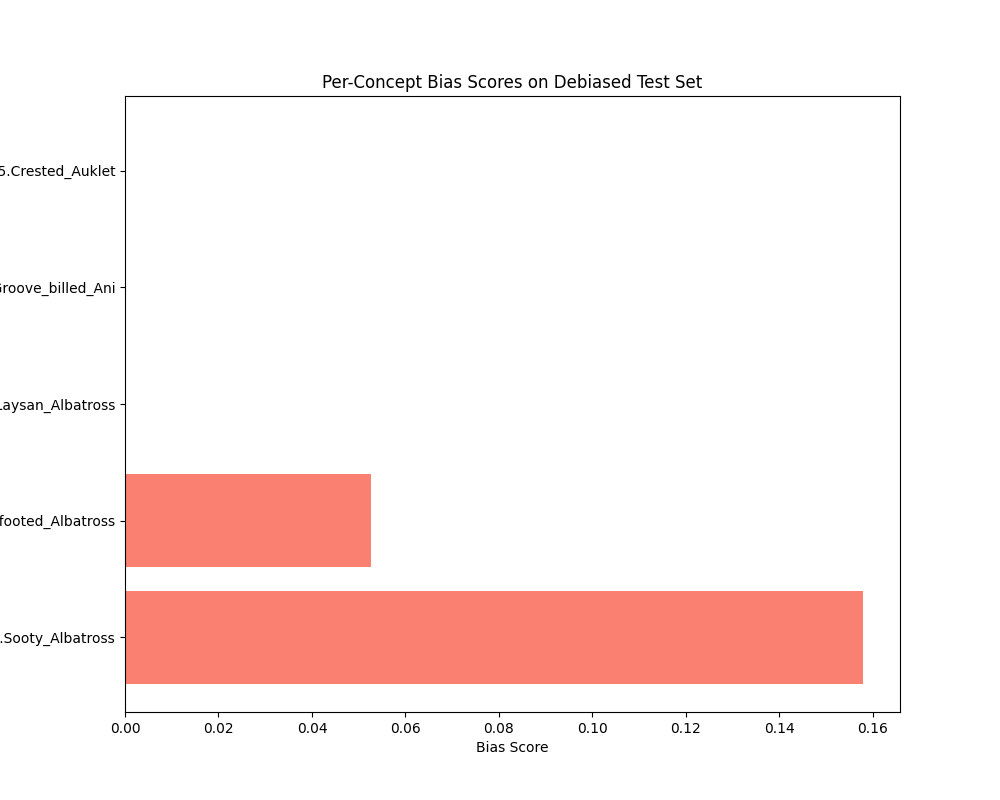 Per-Concept Bias Scores on Debiased Test Set
5.Crested_Auklet
Groove_billed_Ani
Laysan_Albatross
footed_Albatross
.Sooty_Albatross
0.00 0.02 0.04 0.06 0.08 0.10 0.12 0.14 0.16
Bias Score